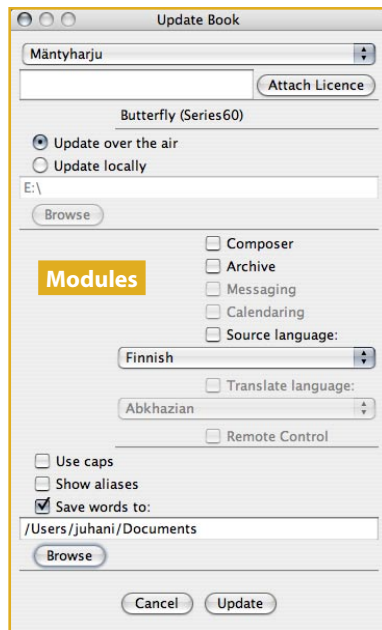 Update Book
Mäntyharju
Attach Licence
Butterfly (Series60)
Update over the air
Update locally
E:\
Browse
Composer
Archive
Modules
Messaging
Calendaring
Source language:
Finnish
Translate language:
Abkhazian
Remote Control
Use caps
Show aliases
Save words to:
/Users/juhani/Documents
Browse
Cancel Update